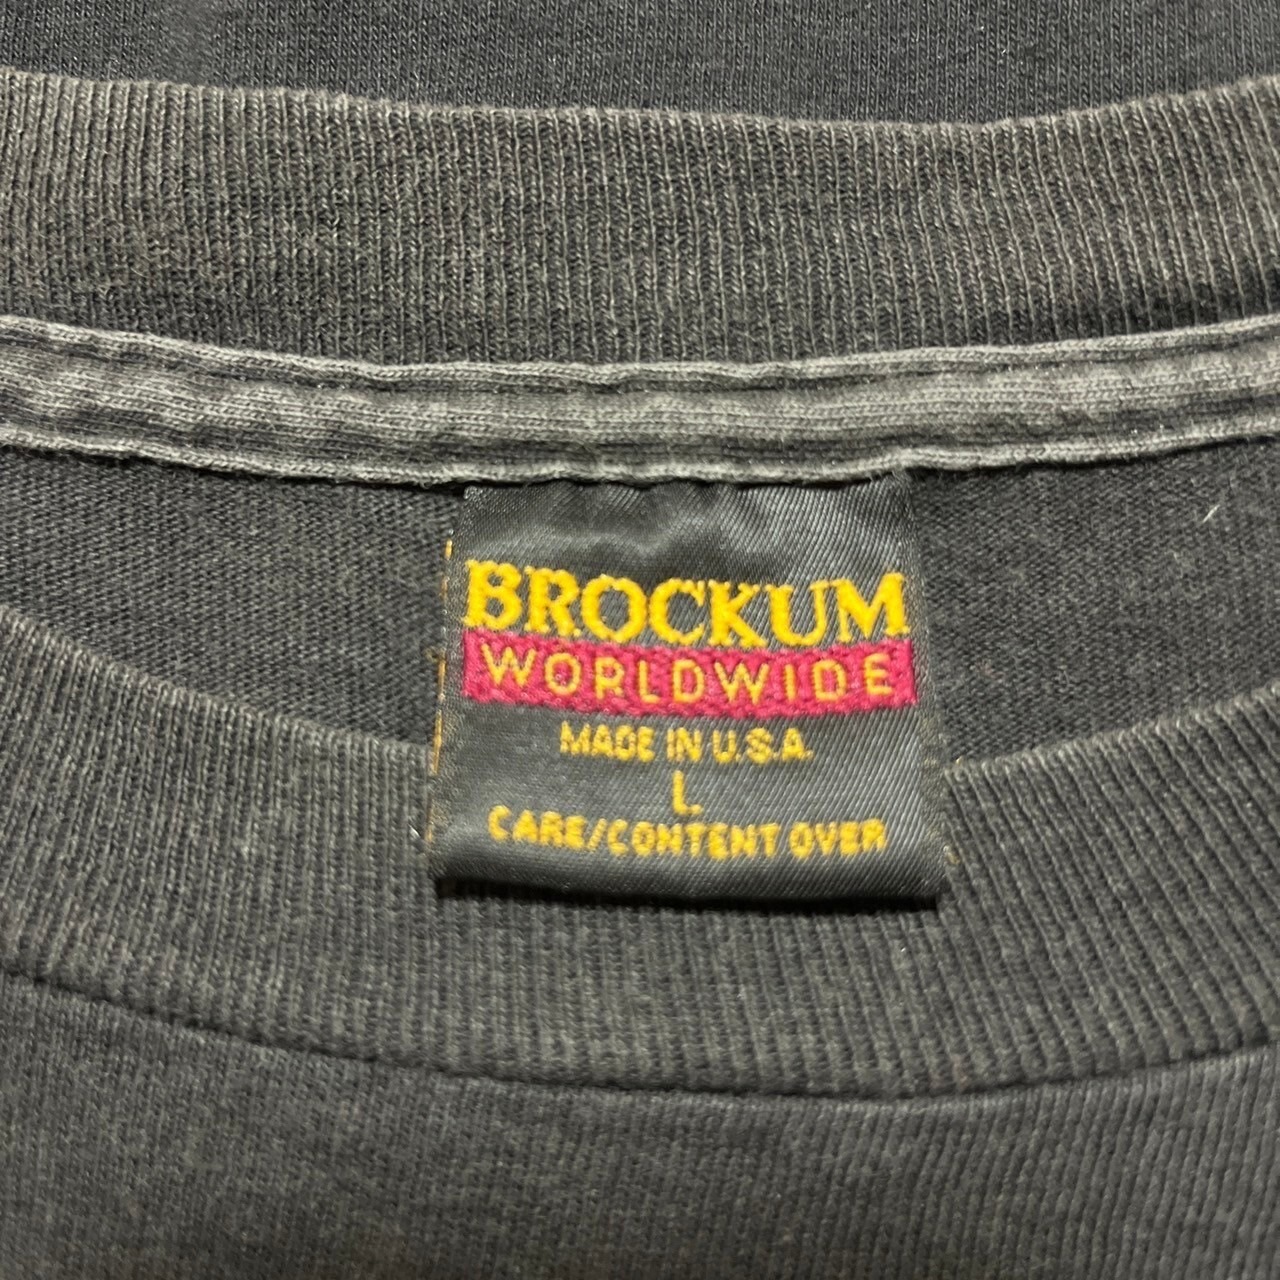 BROCKUM
WORLDWIDE
MADE IN U.S.A.
L
CARE/CONTENT OVER